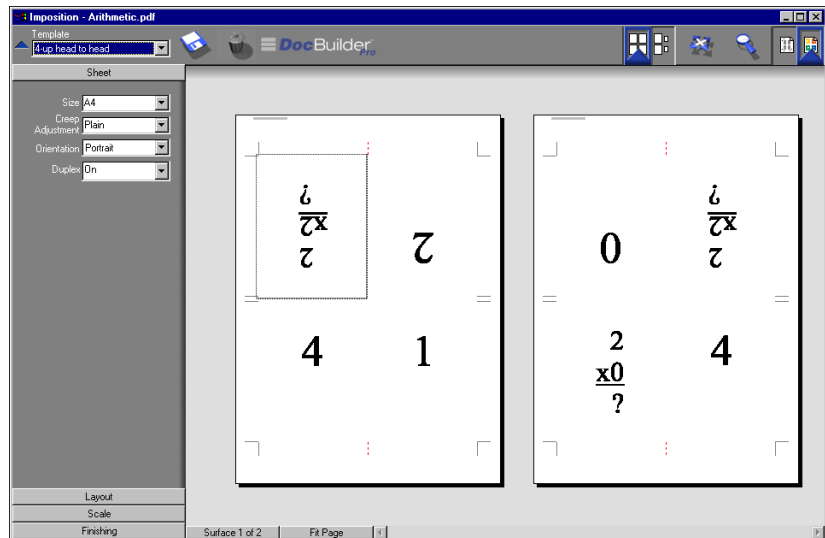 Imposition - Arithmetic.pdf
Template
4-up head to head
DocBuilder Pro
Sheet
Size A4
Creep Adjustment Plain
Orientation Portrait
Duplex On
2
x2
?
2
4
1
0
2
x2
?
2
x0
?
4
Layout
Scale
Finishing
Surface 1 of 2
Fit Page